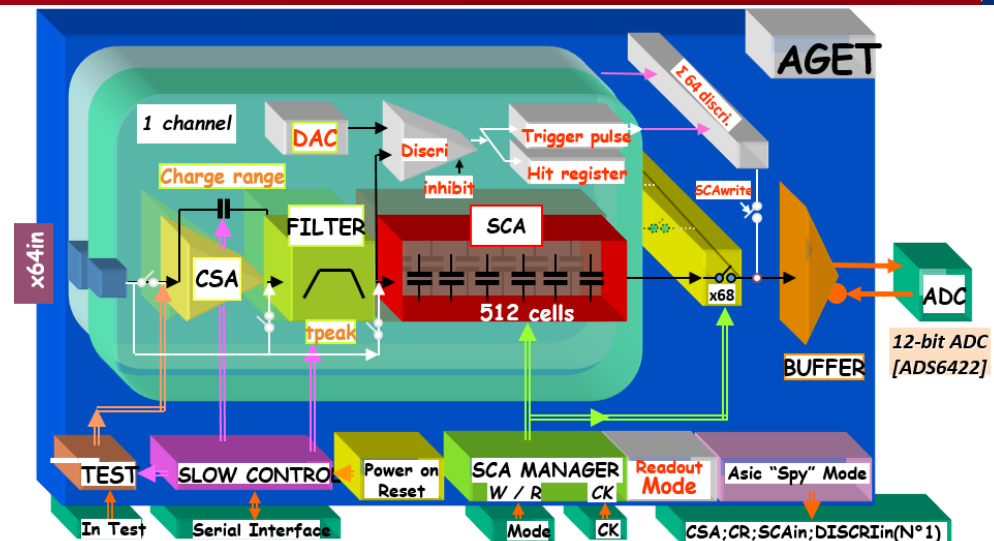 AGET
Σ 64 discri.
1 channel
DAC
Discri
Trigger pulse
Hit register
inhibit
Charge range
SCAwrite
x64in
FILTER
SCA
CSA
512 cells
tpeak
x68
ADC
BUFFER
12-bit ADC
[ADS6422]
TEST
SLOW CONTROL
Power on
Reset
SCA MANAGER
W / R CK
Readout
Mode
Asic “Spy” Mode
In Test
Serial Interface
Mode
CK
CSA;CR;SCAin;DISCRIin(N°1)